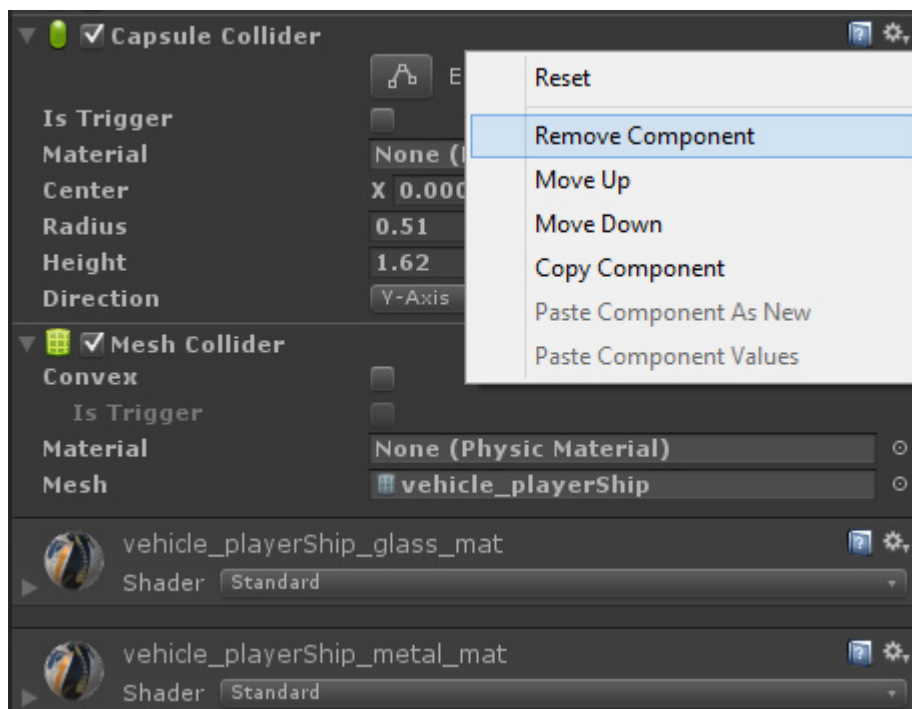 Capsule Collider
E
Reset
Is Trigger
Remove Component
Material None (
Move Up
Center X 0.000
Radius 0.51
Move Down
Height 1.62
Copy Component
Direction Y-Axis
Paste Component As New
Mesh Collider
Paste Component Values
Convex
Is Trigger
Material None (Physic Material)
Mesh vehicle_playerShip
vehicle_playerShip_glass_mat
Shader Standard
vehicle_playerShip_metal_mat
Shader Standard